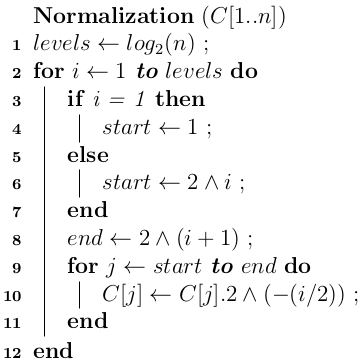 Normalization (C[1..n])
1 levels ← log₂(n) ;
2 for i ← 1 to levels do
3 if i = 1 then
4 start ← 1 ;
5 else
6 start ← 2 ∧ i ;
7 end
8 end ← 2 ∧ (i + 1) ;
9 for j ← start to end do
10 C[j] ← C[j].2 ∧ (−(i/2)) ;
11 end
12 end